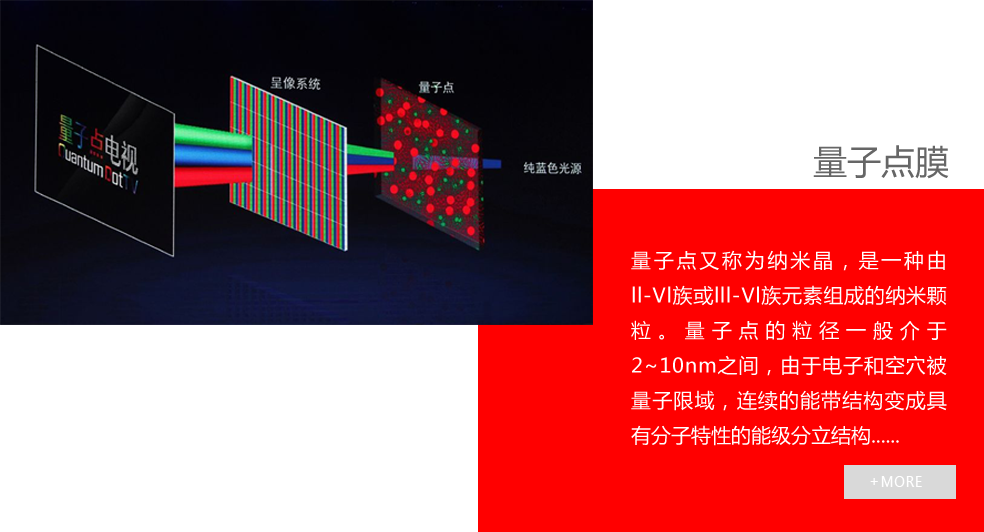 呈像系统
量子点
量子点电视
Quantum Dot TV
纯蓝色光源
量子点膜
量子点又称为纳米晶，是一种由
II-VI族或III-VI族元素组成的纳米颗
粒。量子点的粒径一般介于
2~10nm之间，由于电子和空穴被
量子限域，连续的能带结构变成具
有分子特性的能级分立结构......
+MORE